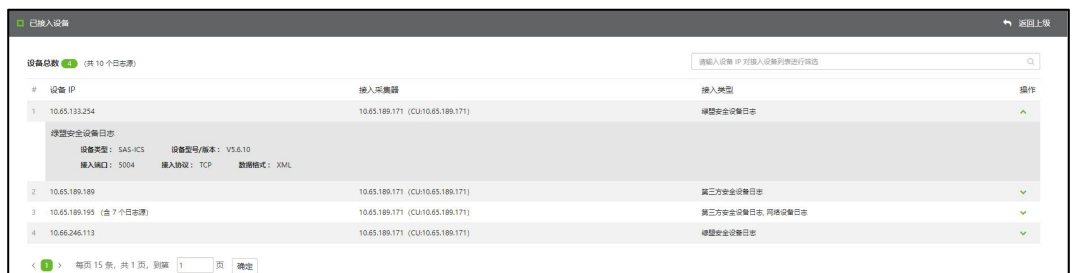 已接入设备 返回上级
设备总数 4 (共 10 个日志源) 请输入设备 IP 对接入设备列表进行筛选
# 设备 IP 接入采集器 接入类型 操作
1 10.65.133.254 10.65.189.171 (CU:10.65.189.171) 绿盟安全设备日志
绿盟安全设备日志
设备类型： SAS-ICS 设备型号/版本： V5.6.10
接入端口： 5004 接入协议： TCP 数据格式： XML
2 10.65.189.189 10.65.189.171 (CU:10.65.189.171) 第三方安全设备日志
3 10.65.189.195 (含 7 个日志源) 10.65.189.171 (CU:10.65.189.171) 第三方安全设备日志, 网络设备日志
4 10.66.246.113 10.65.189.171 (CU:10.65.189.171) 绿盟安全设备日志
< 1 > 每页 15 条, 共 1 页, 到第 1 页 确定